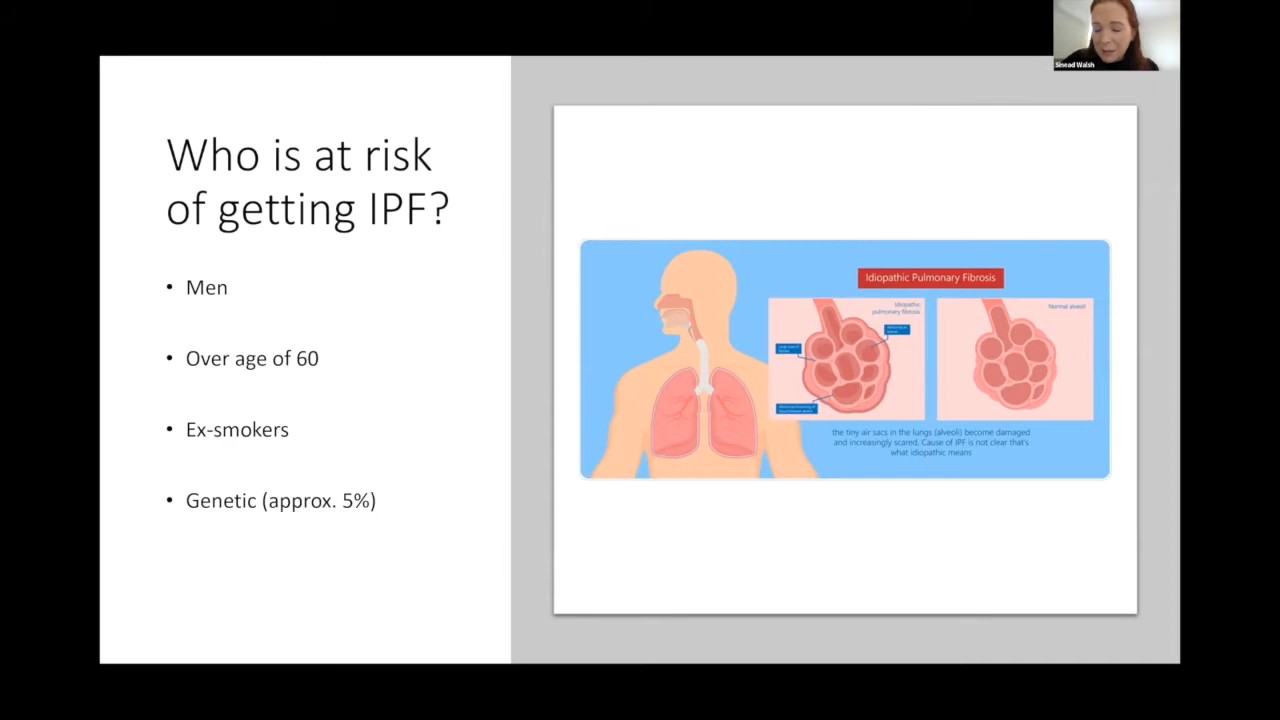 Sinead Walsh
Who is at risk
of getting IPF?
• Men
• Over age of 60
• Ex-smokers
• Genetic (approx. 5%)
Idiopathic Pulmonary Fibrosis
Idiopathic
pulmonary fibrosis
Normal alveoli
the tiny air sacs in the lungs (alveoli) become damaged
and increasingly scared, Cause of IPF is not clear that's
what idiopathic means